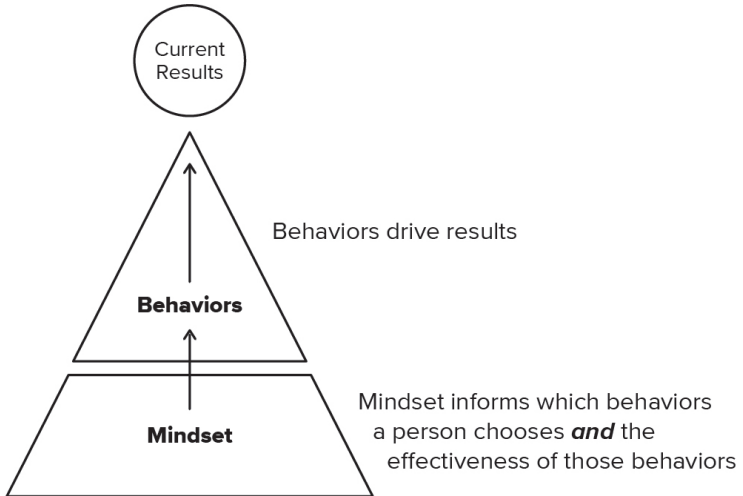 Current
Results
Behaviors drive results
Behaviors
Mindset informs which behaviors
a person chooses and the
effectiveness of those behaviors
Mindset